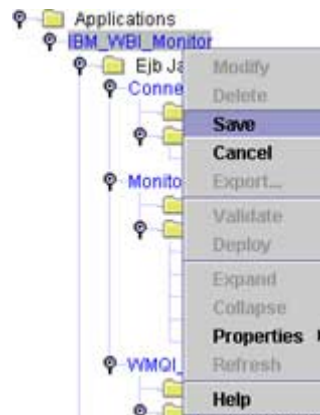 Applications
IBM_WBI_Monitor
Ejb Ja
Conne
Monito
WMQI_
Modify
Delete
Save
Cancel
Export...
Validate
Deploy
Expand
Collapse
Properties
Refresh
Help